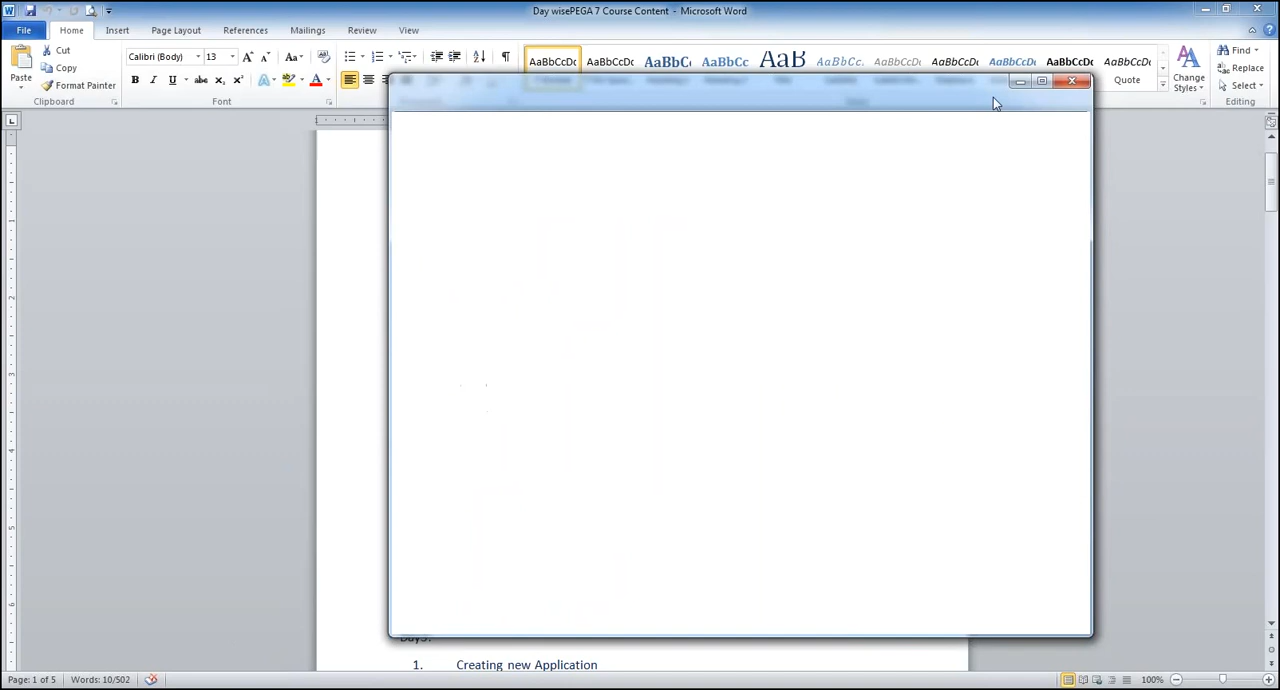 Day wisePEGA 7 Course Content - Microsoft Word
File Home Insert Page Layout References Mailings Review View
Cut
Copy
Format Painter
Paste
Clipboard
Calibri (Body) 13
Font
AaBbCcDc AaBbCcDc AaBbC AaBbCc AaB AaBbCc. AaBbCcDc AaBbCcDc AaBbCcDc AaBbCcDc AaBbCcDc
Quote
Change
Styles
Find
Replace
Select
Editing
1. Creating new Application
Page: 1 of 5 Words: 10/502 100%